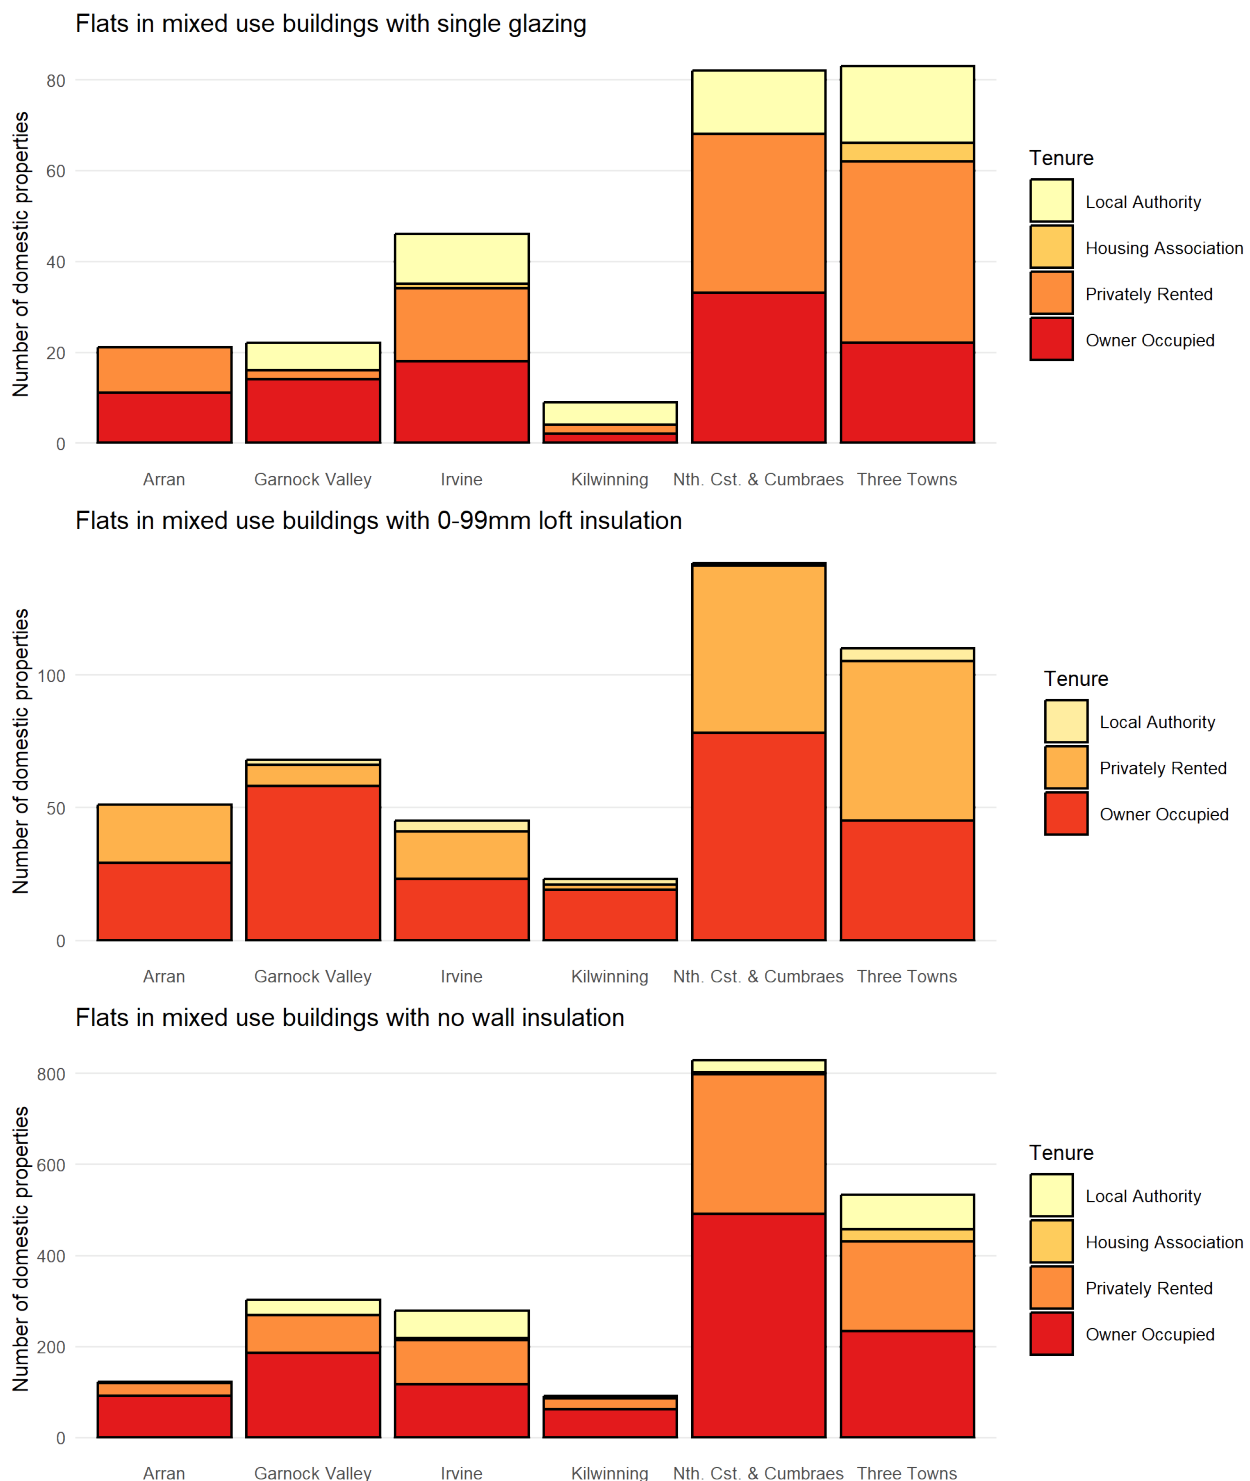 Flats in mixed use buildings with single glazing
Number of domestic properties
80
60
40
20
0
Arran Garnock Valley Irvine Kilwinning Nth. Cst. & Cumbraes Three Towns
Tenure
Local Authority
Housing Association
Privately Rented
Owner Occupied
Flats in mixed use buildings with 0-99mm loft insulation
Number of domestic properties
100
50
0
Arran Garnock Valley Irvine Kilwinning Nth. Cst. & Cumbraes Three Towns
Tenure
Local Authority
Privately Rented
Owner Occupied
Flats in mixed use buildings with no wall insulation
Number of domestic properties
800
600
400
200
0
Arran Garnock Valley Irvine Kilwinning Nth. Cst. & Cumbraes Three Towns
Tenure
Local Authority
Housing Association
Privately Rented
Owner Occupied